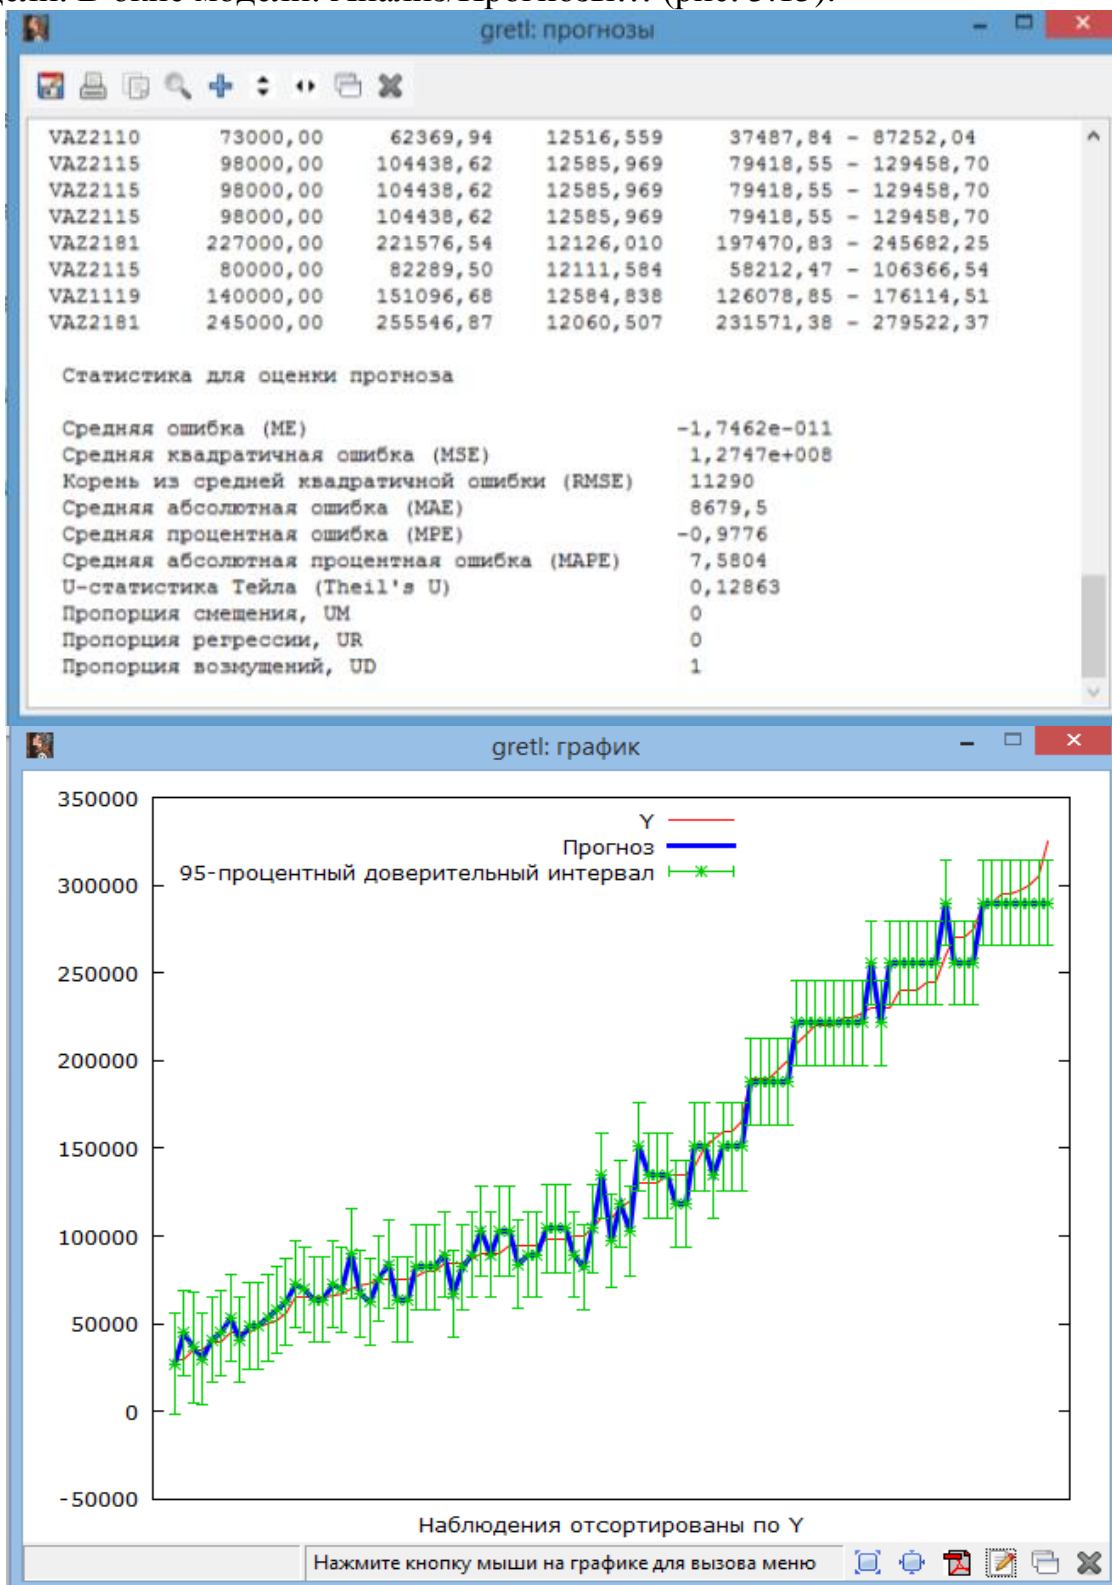 дели. В окне модели: Анализ/Прогнозы… (рис. 3.15).
gretl: прогнозы
VAZ2110 73000,00 62369,94 12516,559 37487,84 - 87252,04
VAZ2115 98000,00 104438,62 12585,969 79418,55 - 129458,70
VAZ2115 98000,00 104438,62 12585,969 79418,55 - 129458,70
VAZ2115 98000,00 104438,62 12585,969 79418,55 - 129458,70
VAZ2181 227000,00 221576,54 12126,010 197470,83 - 245682,25
VAZ2115 80000,00 82289,50 12111,584 58212,47 - 106366,54
VAZ1119 140000,00 151096,68 12584,838 126078,85 - 176114,51
VAZ2181 245000,00 255546,87 12060,507 231571,38 - 279522,37
Статистика для оценки прогноза
Средняя ошибка (ME) -1,7462e-011
Средняя квадратичная ошибка (MSE) 1,2747e+008
Корень из средней квадратичной ошибки (RMSE) 11290
Средняя абсолютная ошибка (MAE) 8679,5
Средняя процентная ошибка (MPE) -0,9776
Средняя абсолютная процентная ошибка (MAPE) 7,5804
U-статистика Тейла (Theil's U) 0,12863
Пропорция смещения, UM 0
Пропорция регрессии, UR 0
Пропорция возмущений, UD 1
gretl: график
350000
300000
250000
200000
150000
100000
50000
0
-50000
Y
Прогноз
95-процентный доверительный интервал
Наблюдения отсортированы по Y
Нажмите кнопку мыши на графике для вызова меню